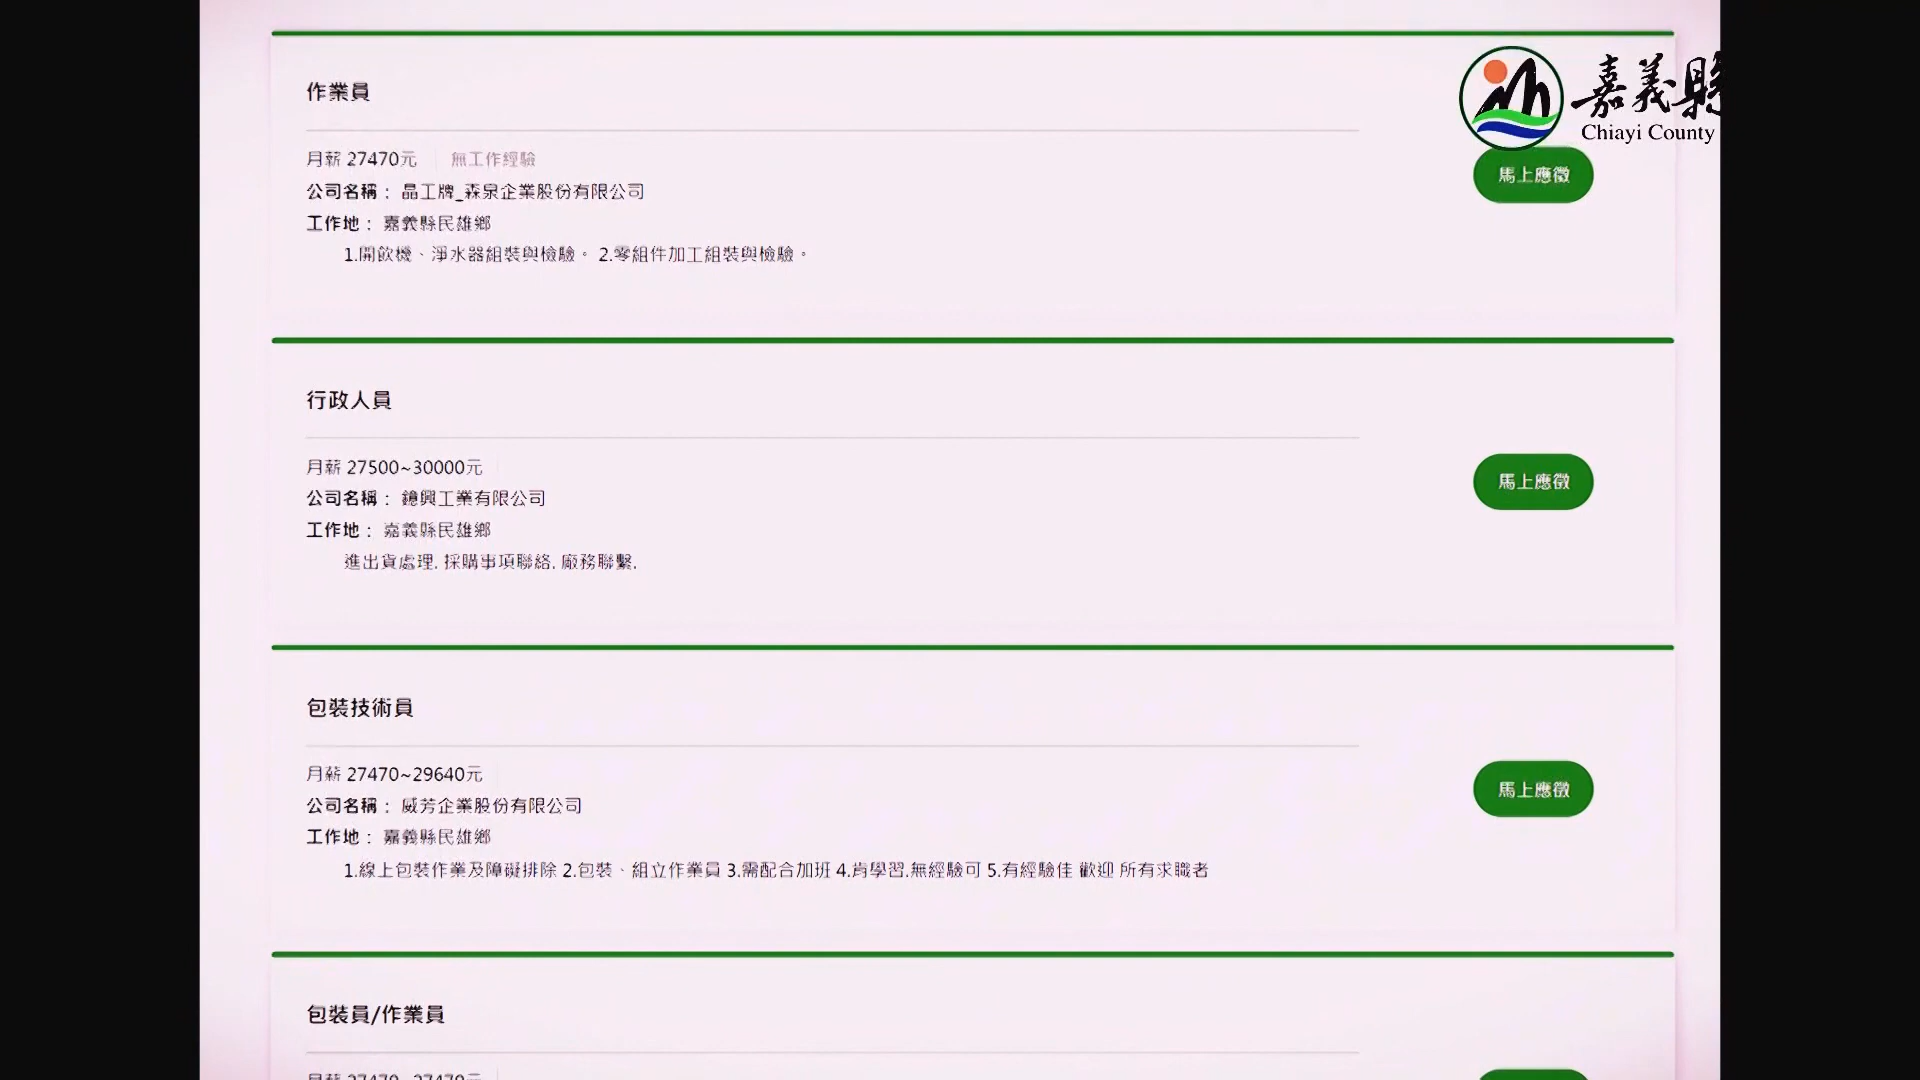 嘉義縣
Chiayi County
作業員
月薪 27470元 無工作經驗
公司名稱： 晶工牌_森泉企業股份有限公司
工作地： 嘉義縣民雄鄉
1.開飲機、淨水器組裝與檢驗。 2.零組件加工組裝與檢驗。
馬上應徵
行政人員
月薪 27500~30000元
公司名稱： 鐿興工業有限公司
工作地： 嘉義縣民雄鄉
進出貨處理. 採購事項聯絡. 廠務聯繫.
馬上應徵
包裝技術員
月薪 27470~29640元
公司名稱： 威芳企業股份有限公司
工作地： 嘉義縣民雄鄉
1.線上包裝作業及障礙排除 2.包裝、組立作業員 3.需配合加班 4.肯學習.無經驗可 5.有經驗佳 歡迎 所有求職者
馬上應徵
包裝員/作業員
月薪 27470~27470元